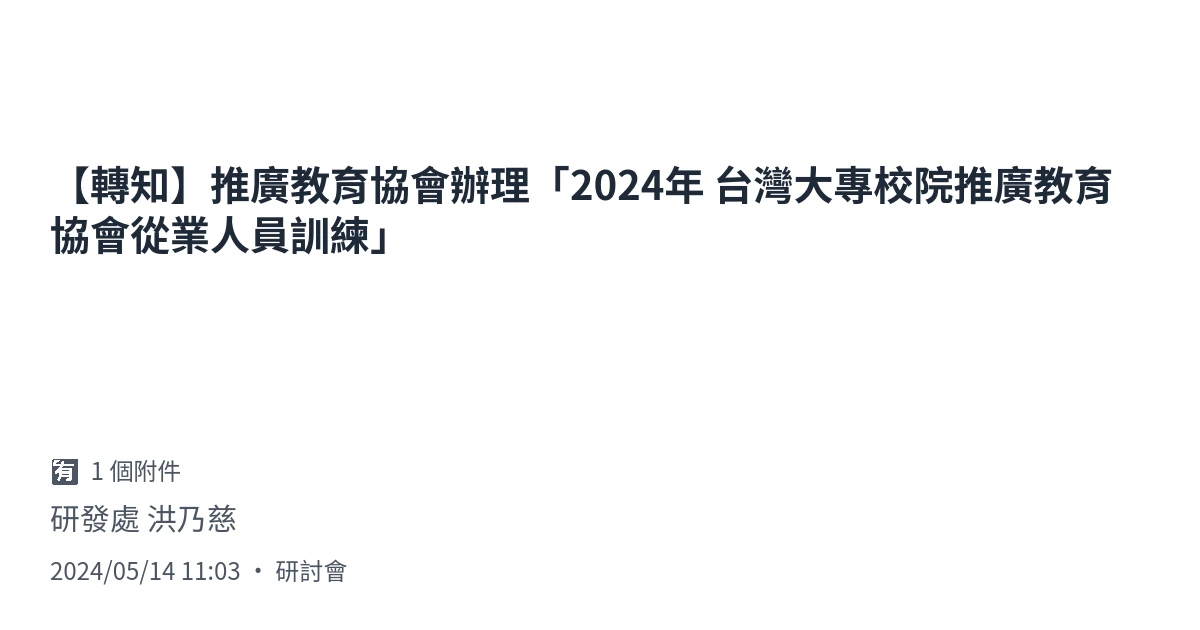 【轉知】推廣教育協會辦理「2024年 台灣大專校院推廣教育
協會從業人員訓練」
有 1 個附件
研發處 洪乃慈
2024/05/14 11:03 • 研討會